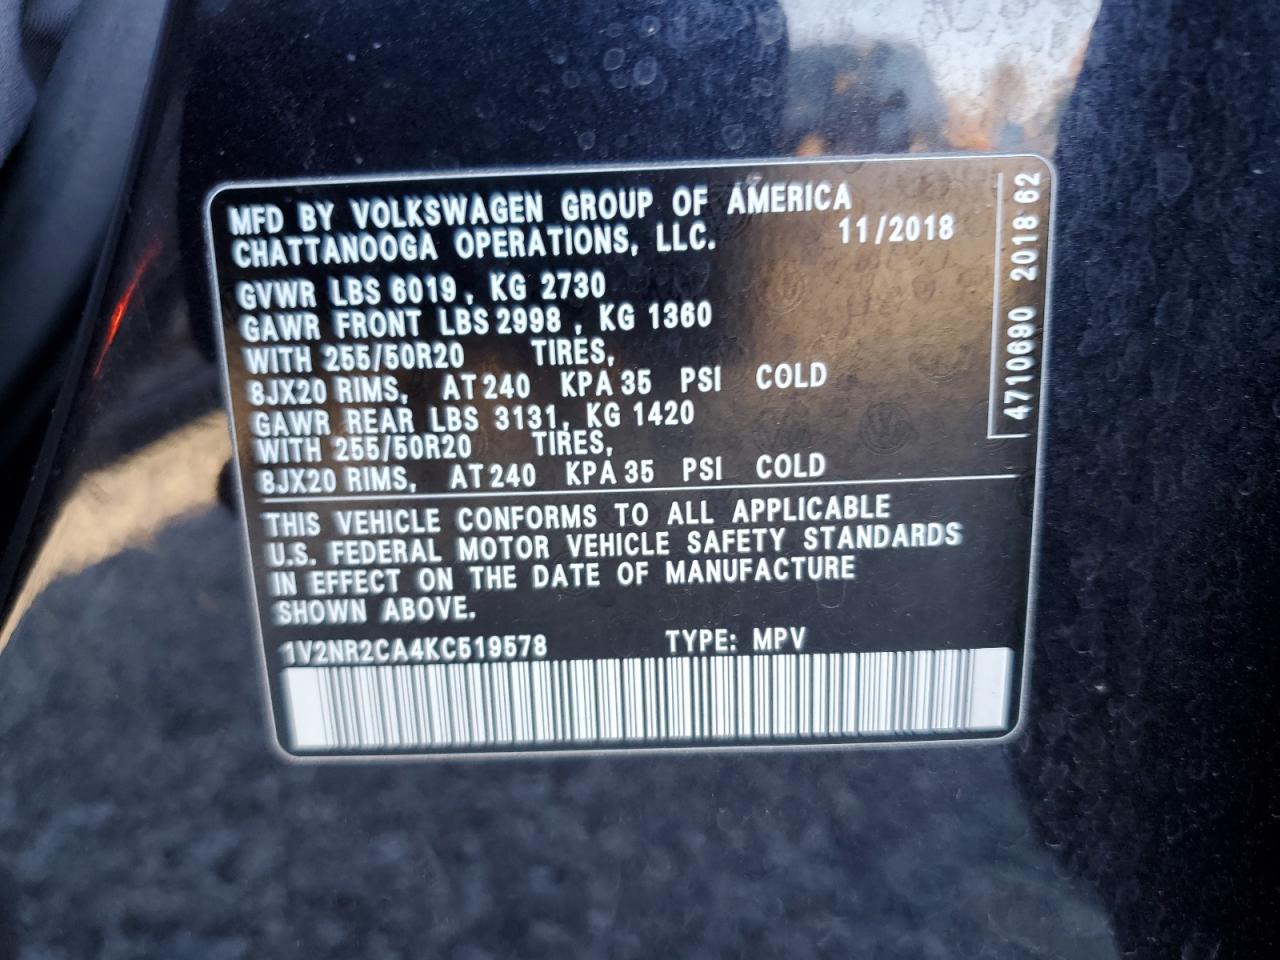 MFD BY VOLKSWAGEN GROUP OF AMERICA
CHATTANOOGA OPERATIONS, LLC. 11/2018
GVWR LBS 6019, KG 2730
GAWR FRONT LBS 2998, KG 1360
WITH 255/50R20 TIRES,
8JX20 RIMS, AT 240 KPA 35 PSI COLD
GAWR REAR LBS 3131, KG 1420
WITH 255/50R20 TIRES,
8JX20 RIMS, AT 240 KPA 35 PSI COLD
THIS VEHICLE CONFORMS TO ALL APPLICABLE
U.S. FEDERAL MOTOR VEHICLE SAFETY STANDARDS
IN EFFECT ON THE DATE OF MANUFACTURE
SHOWN ABOVE.
1V2NR2CA4KC519578 TYPE: MPV
4710690 2018 62